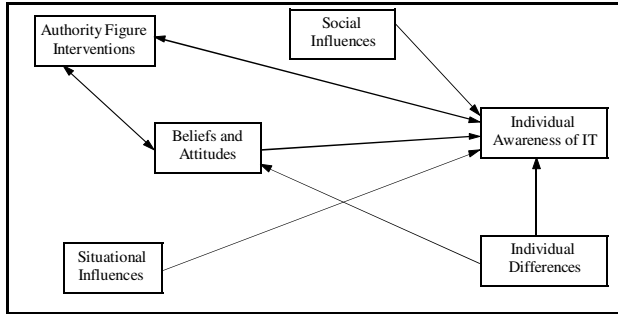 Authority Figure
Interventions
Social
Influences
Beliefs and
Attitudes
Individual
Awareness of IT
Situational
Influences
Individual
Differences